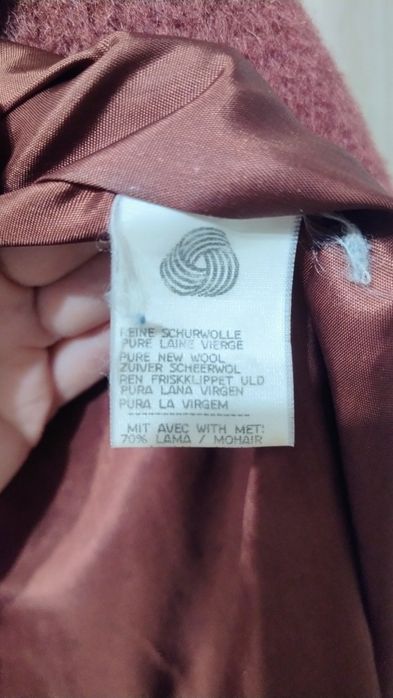 REINE SCHURWOLLE
PURE LAINE VIERGE
PURE NEW WOOL
ZUIVER SCHEERWOL
REN FRISKKLIPPET ULD
PURA LANA VIRGEN
PURA LA VIRGEM
MIT AVEC WITH MET:
70% LAMA / MOHAIR